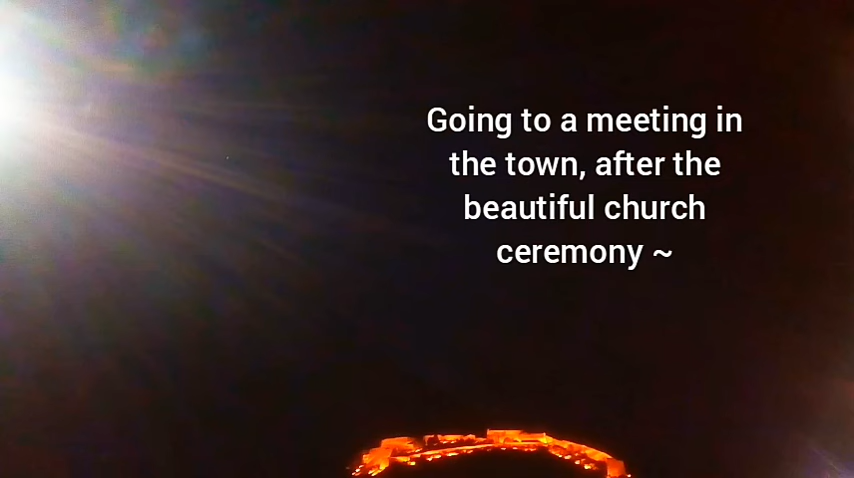 Going to a meeting in
the town, after the
beautiful church
ceremony ~